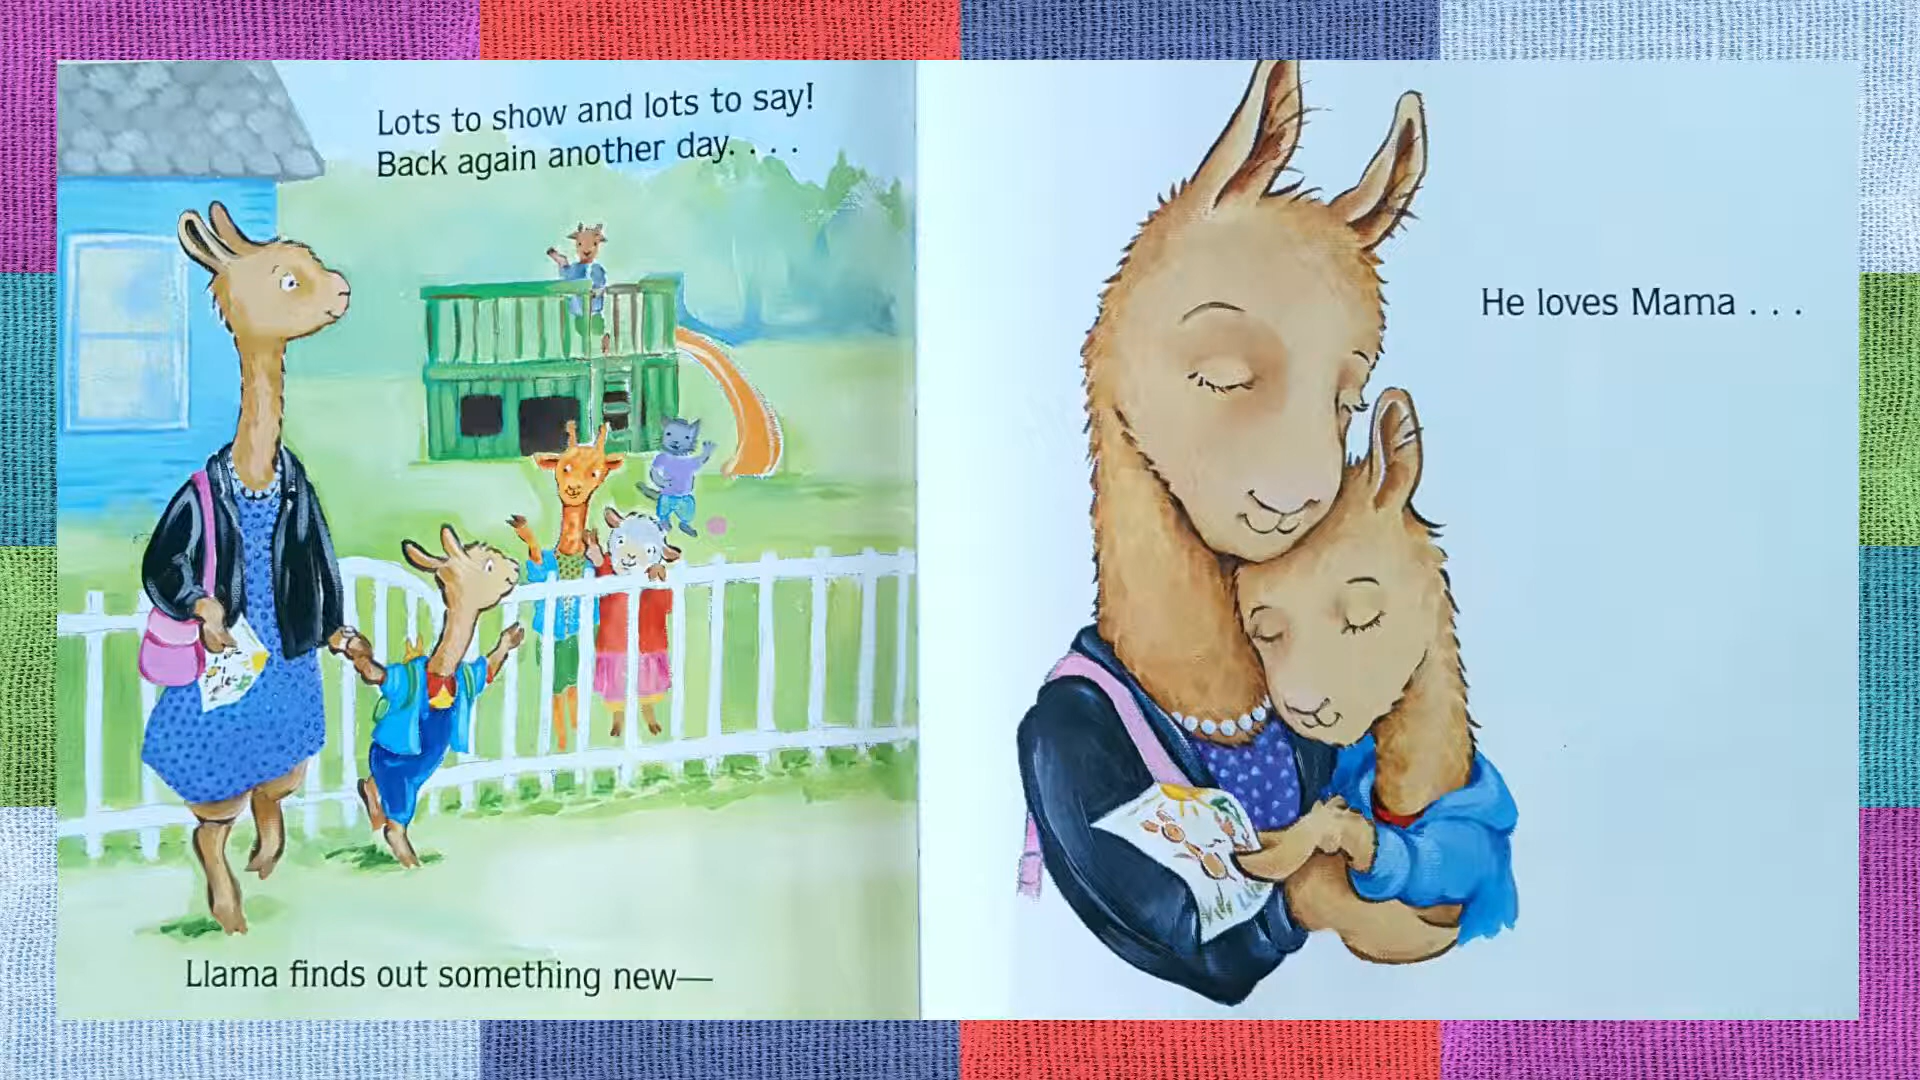 Lots to show and lots to say!
Back again another day. . . .
Llama finds out something new—
He loves Mama . . .